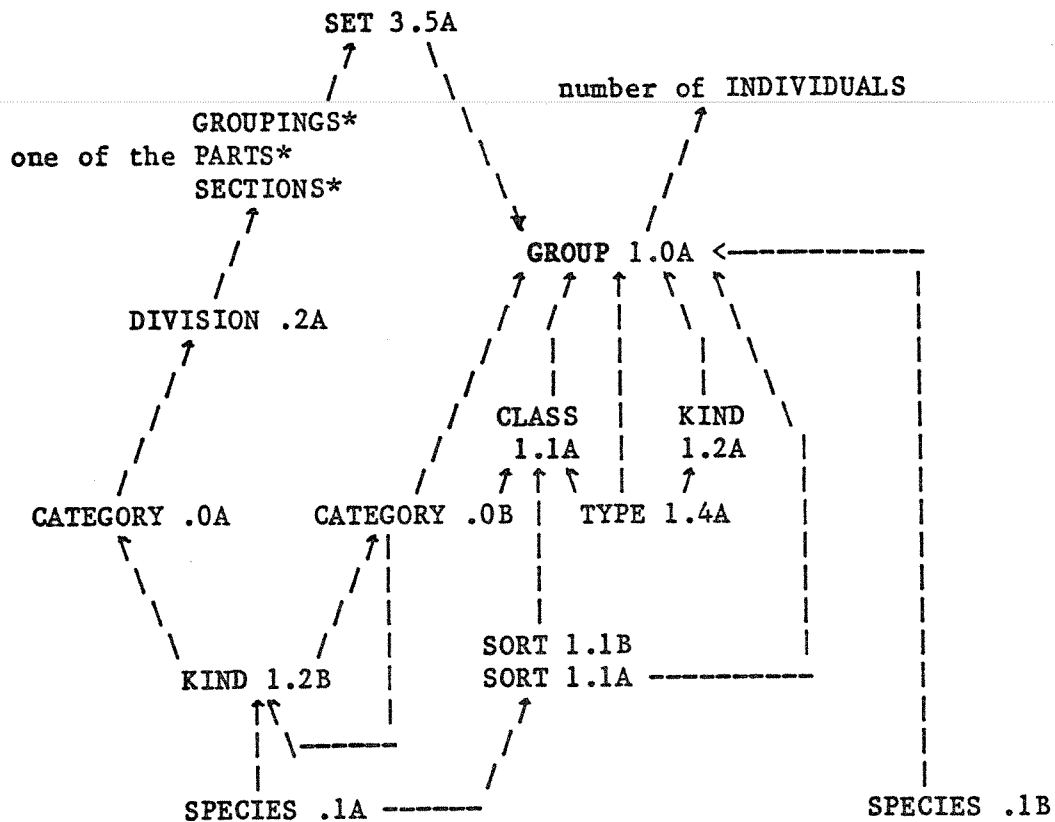 SET 3.5A
number of INDIVIDUALS
GROUPINGS*
one of the PARTS*
SECTIONS*
GROUP 1.0A
DIVISION .2A
CLASS KIND
1.1A 1.2A
CATEGORY .0A CATEGORY .0B TYPE 1.4A
SORT 1.1B
KIND 1.2B SORT 1.1A
SPECIES .1A SPECIES .1B